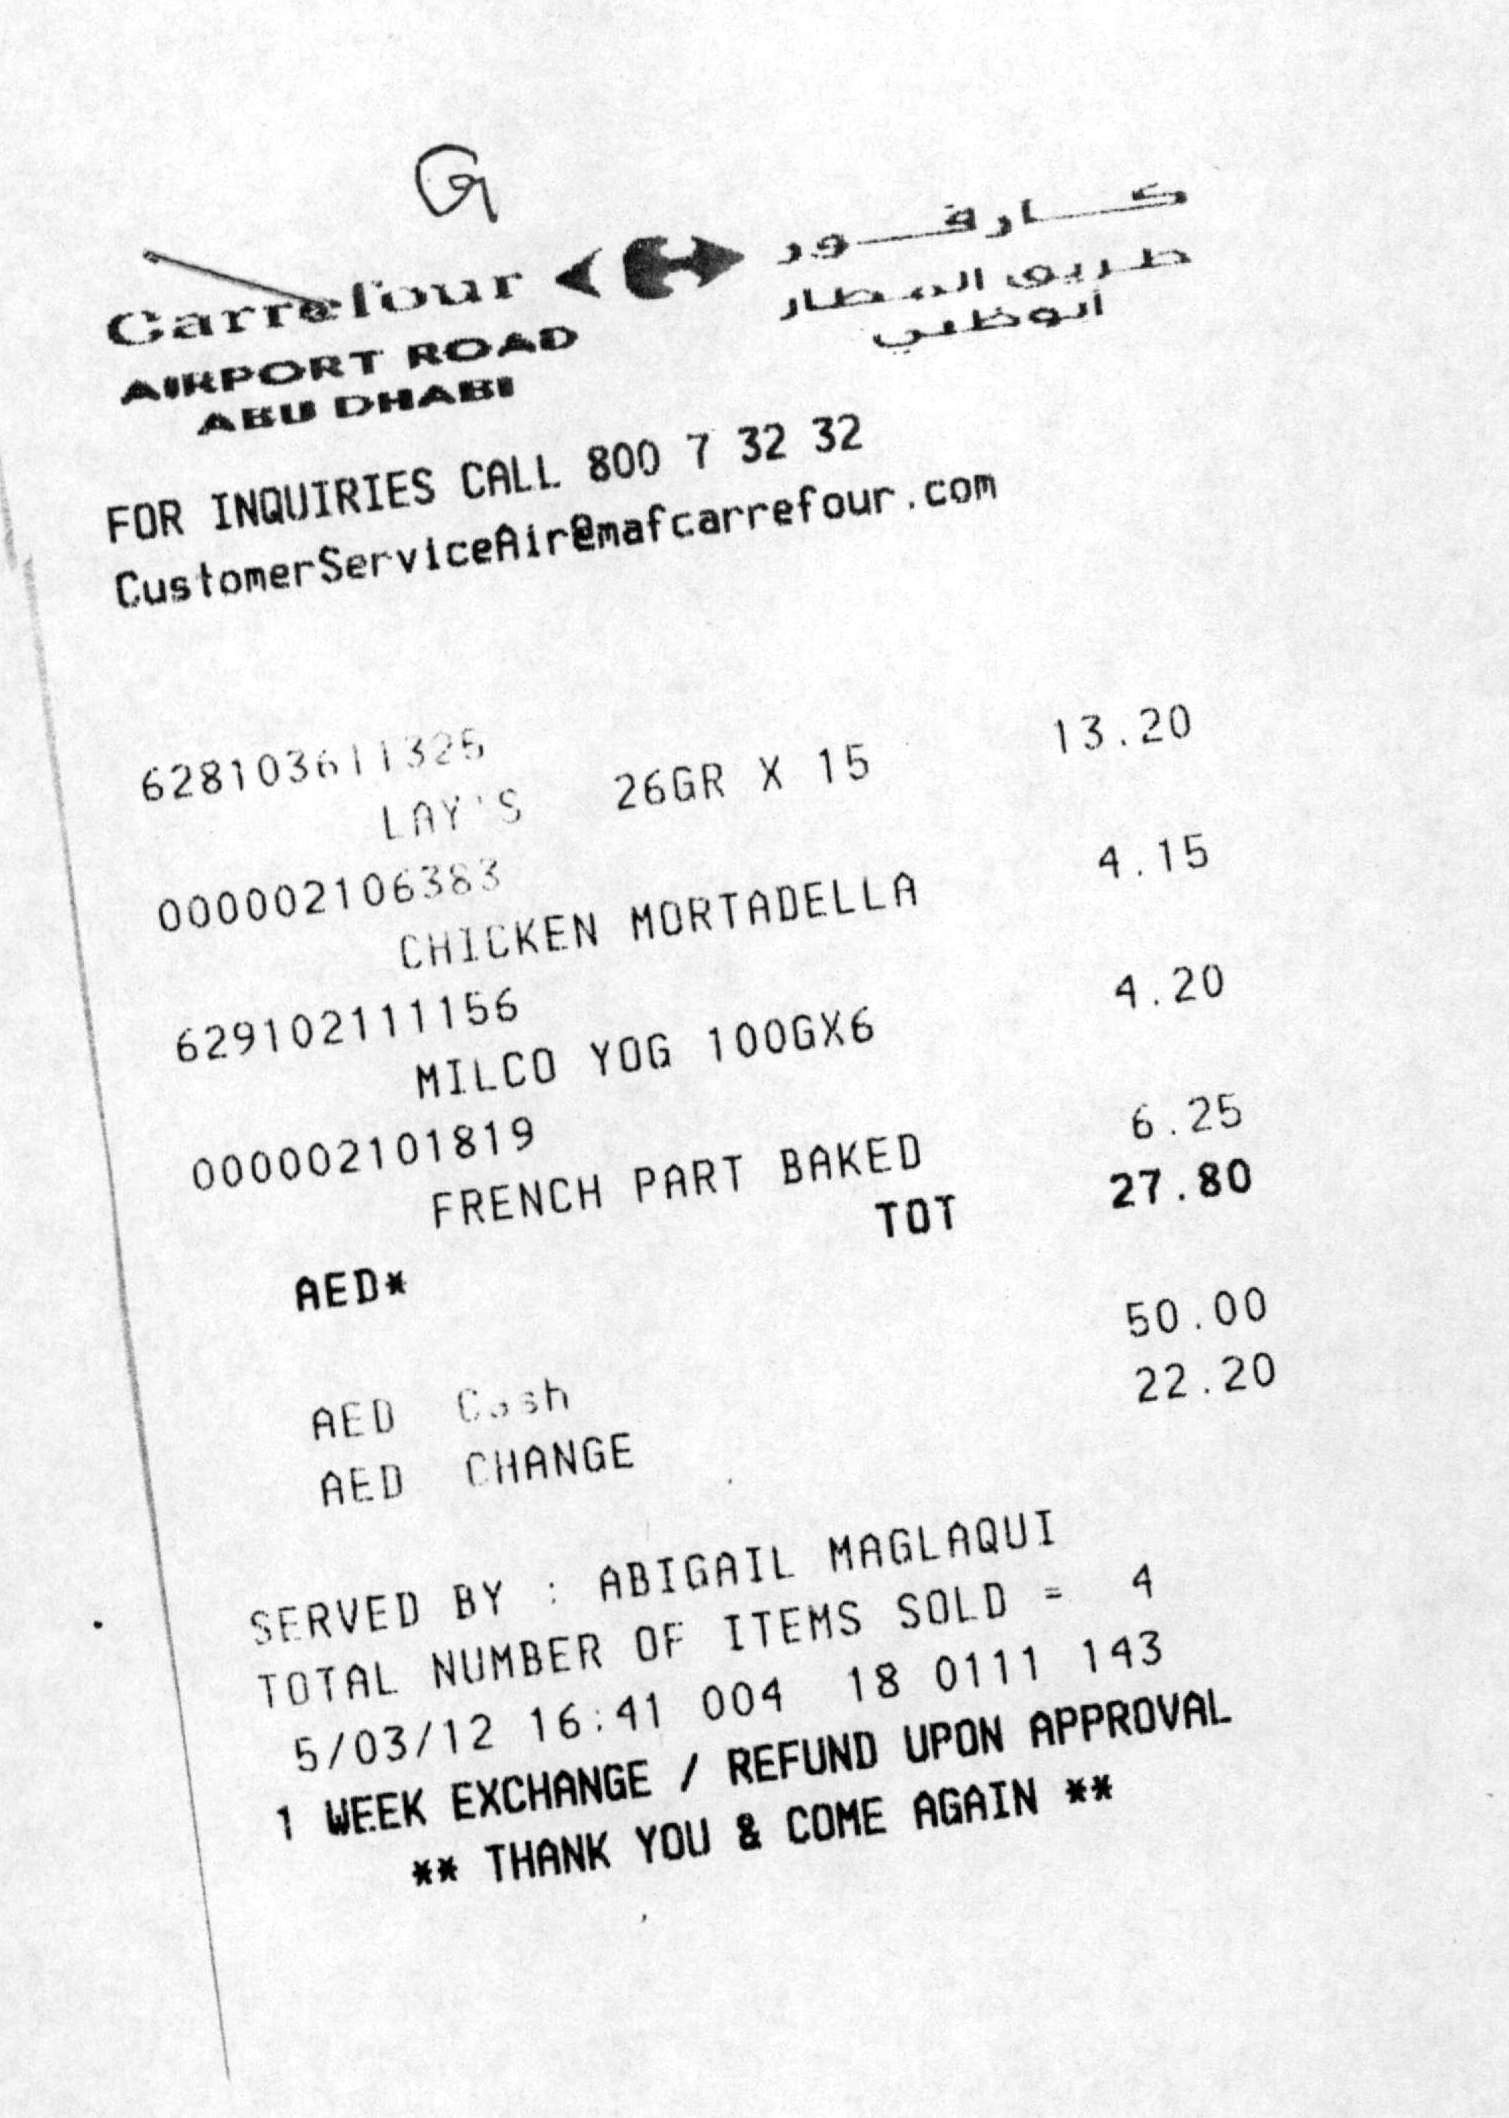 G
Carrefour كارفور
AIRPORT ROAD طريق المطار
ABU DHABI أبوظبي
FOR INQUIRIES CALL 800 7 32 32
CustomerServiceAir@mafcarrefour.com
628103611325 13.20
LAY'S 26GR X 15
000002106383 4.15
CHICKEN MORTADELLA
629102111156 4.20
MILCO YOG 100GX6
000002101819 6.25
FRENCH PART BAKED
TOT 27.80
AED*
AED Cash 50.00
AED CHANGE 22.20
SERVED BY : ABIGAIL MAGLAQUI
TOTAL NUMBER OF ITEMS SOLD = 4
5/03/12 16:41 004 18 0111 143
1 WEEK EXCHANGE / REFUND UPON APPROVAL
** THANK YOU & COME AGAIN **